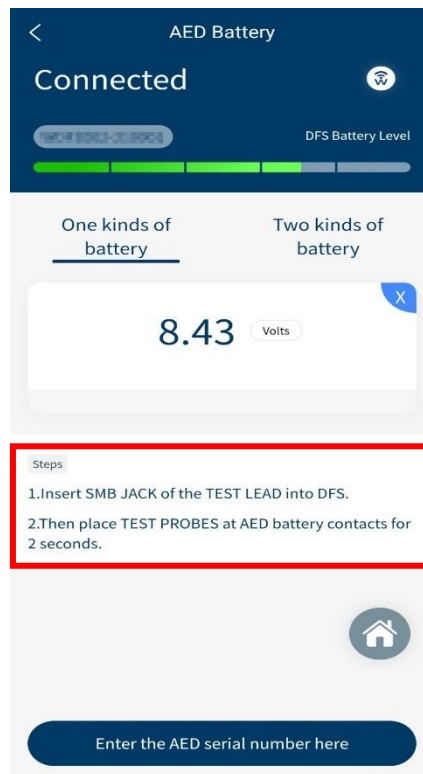 AED Battery
Connected
DFS Battery Level
One kinds of
battery
Two kinds of
battery
X
8.43 Volts
Steps
1.Insert SMB JACK of the TEST LEAD into DFS.
2.Then place TEST PROBES at AED battery contacts for
2 seconds.
Enter the AED serial number here